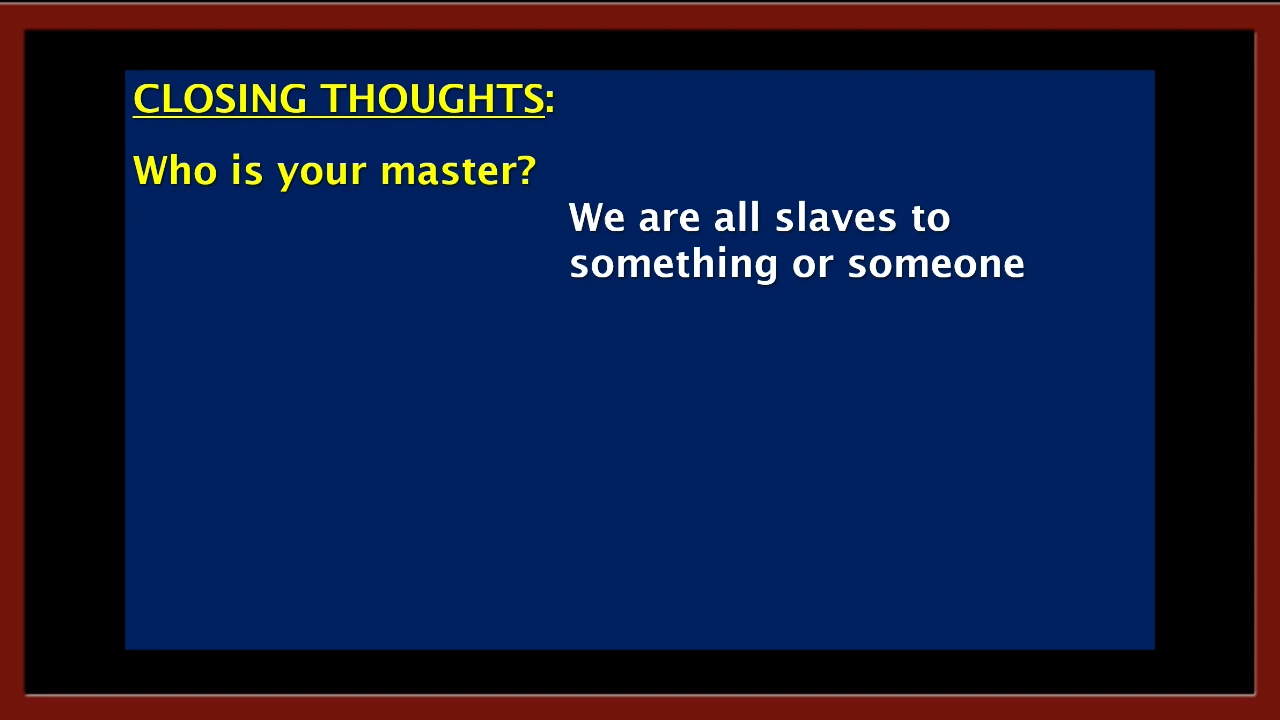 CLOSING THOUGHTS:
Who is your master?
We are all slaves to
something or someone